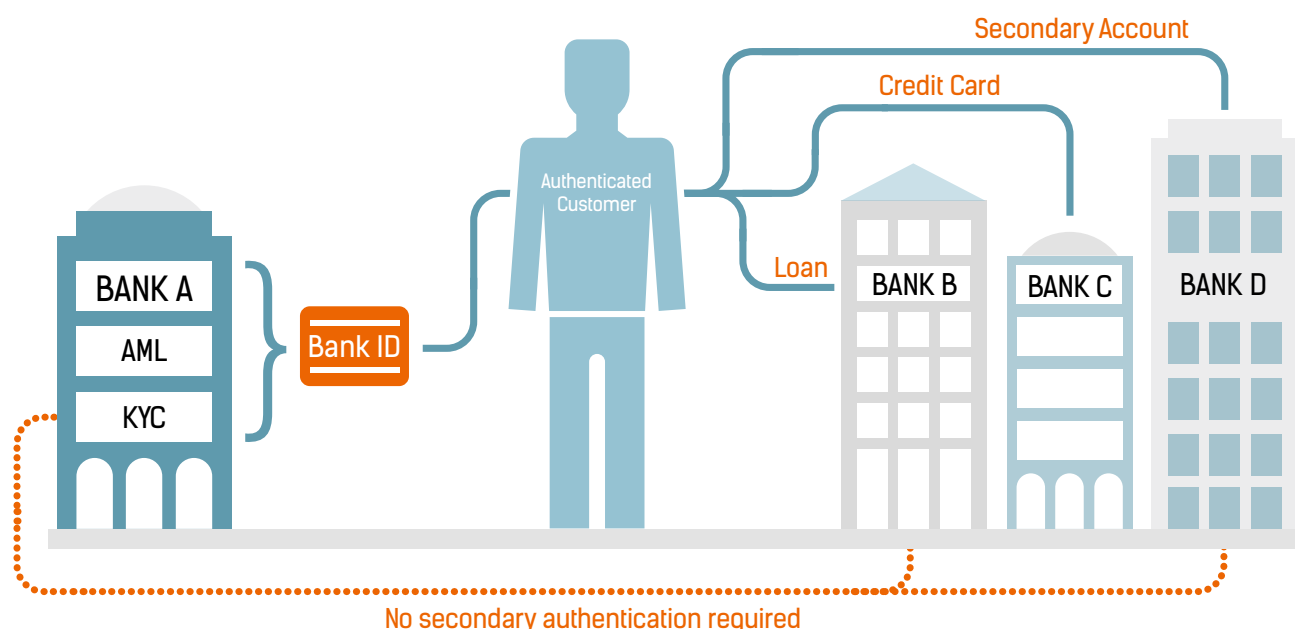 Secondary Account
Credit Card
Authenticated
Customer
Loan
BANK A
AML
KYC
Bank ID
BANK B
BANK C
BANK D
No secondary authentication required